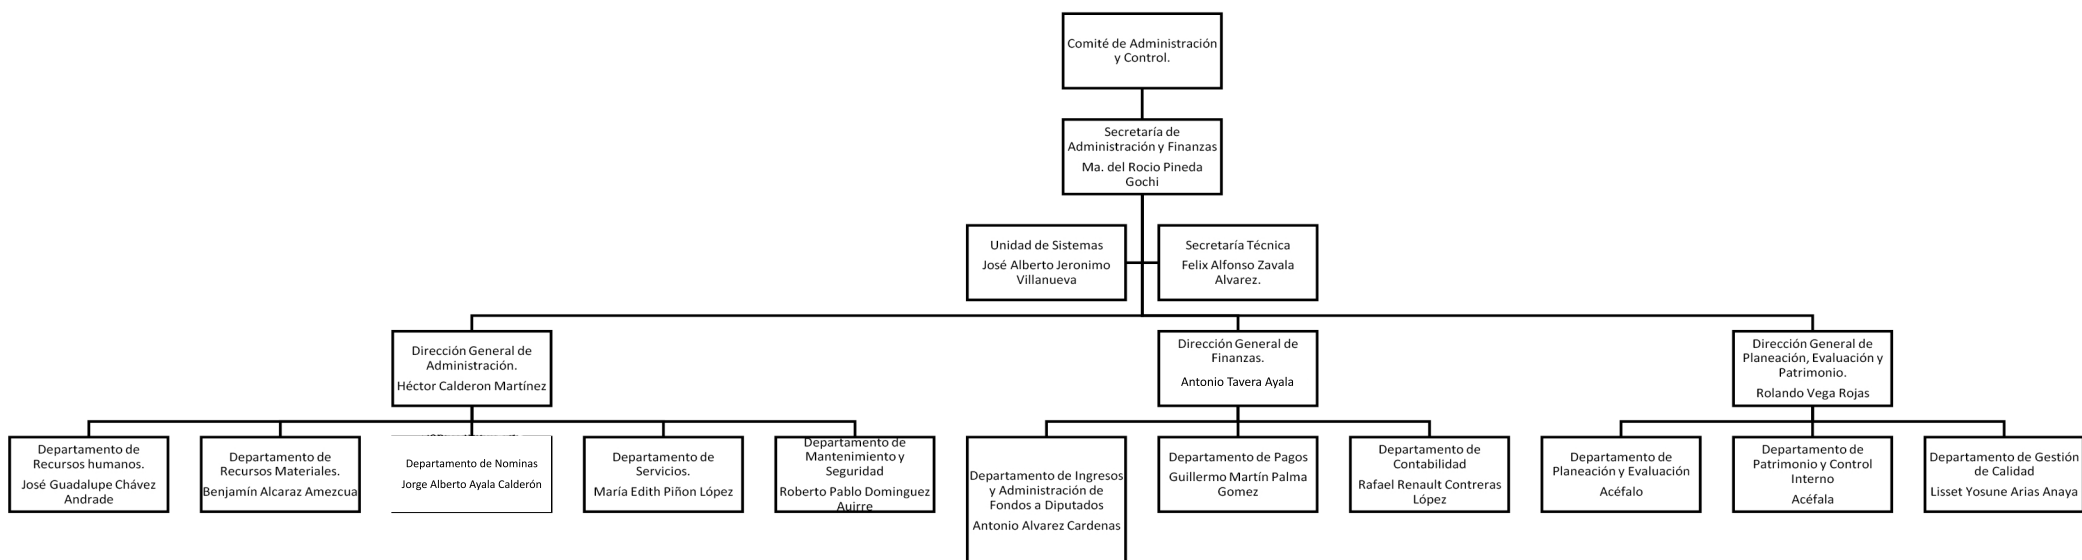 Comité de Administración
y Control.
Secretaría de
Administración y Finanzas
Ma. del Rocio Pineda
Gochi
Unidad de Sistemas
José Alberto Jeronimo
Villanueva
Secretaría Técnica
Felix Alfonso Zavala
Alvarez.
Dirección General de
Administración.
Héctor Calderon Martínez
Dirección General de
Finanzas.
Antonio Tavera Ayala
Dirección General de
Planeación, Evaluación y
Patrimonio.
Rolando Vega Rojas
Departamento de
Recursos humanos.
José Guadalupe Chávez
Andrade
Departamento de
Recursos Materiales.
Benjamín Alcaraz Amezcua
Departamento de Nominas
Jorge Alberto Ayala Calderón
Departamento de
Servicios.
María Edith Piñon López
Departamento de
Mantenimiento y
Seguridad
Roberto Pablo Dominguez
Auirre
Departamento de Ingresos
y Administración de
Fondos a Diputados
Antonio Alvarez Cardenas
Departamento de Pagos
Guillermo Martín Palma
Gomez
Departamento de
Contabilidad
Rafael Renault Contreras
López
Departamento de
Planeación y Evaluación
Acéfalo
Departamento de
Patrimonio y Control
Interno
Acéfala
Departamento de Gestión
de Calidad
Lisset Yosune Arias Anaya